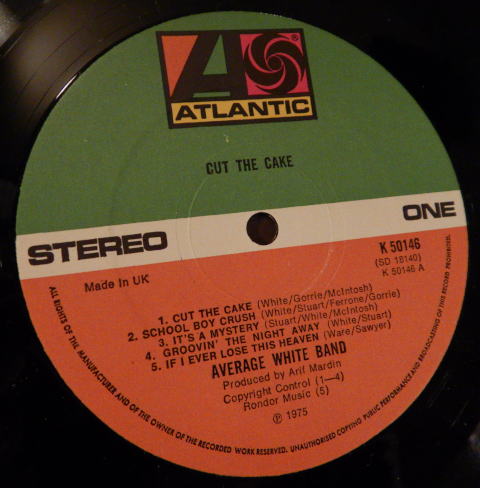 ATLANTIC
CUT THE CAKE
STEREO
ONE
Made In UK
K 50146
(SD 18140)
K 50146 A
1. CUT THE CAKE (White/Gorrie/McIntosh)
2. SCHOOL BOY CRUSH (White/Stuart/Ferrone/Gorrie)
3. IT'S A MYSTERY (Stuart/White/McIntosh)
4. GROOVIN' THE NIGHT AWAY (White/Stuart)
5. IF I EVER LOSE THIS HEAVEN (Ware/Sawyer)
AVERAGE WHITE BAND
Produced by Arif Mardin
Copyright Control (1—4)
Rondor Music (5)
Ⓟ 1975
ALL RIGHTS OF THE MANUFACTURER AND OF THE OWNER OF THE RECORDED WORK RESERVED. UNAUTHORISED COPYING PUBLIC PERFORMANCE AND BROADCASTING OF THIS RECORD PROHIBITED.